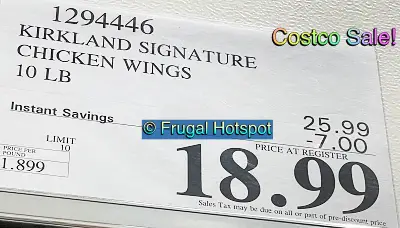 1294446
Costco Sale!
KIRKLAND SIGNATURE
CHICKEN WINGS
10 LB
Instant Savings
25.99
-7.00
© Frugal Hotspot
LIMIT
10
PRICE AT REGISTER
PRICE PER
POUND
1.899
18.99
Sales Tax may be due on all or part of pre-discount price